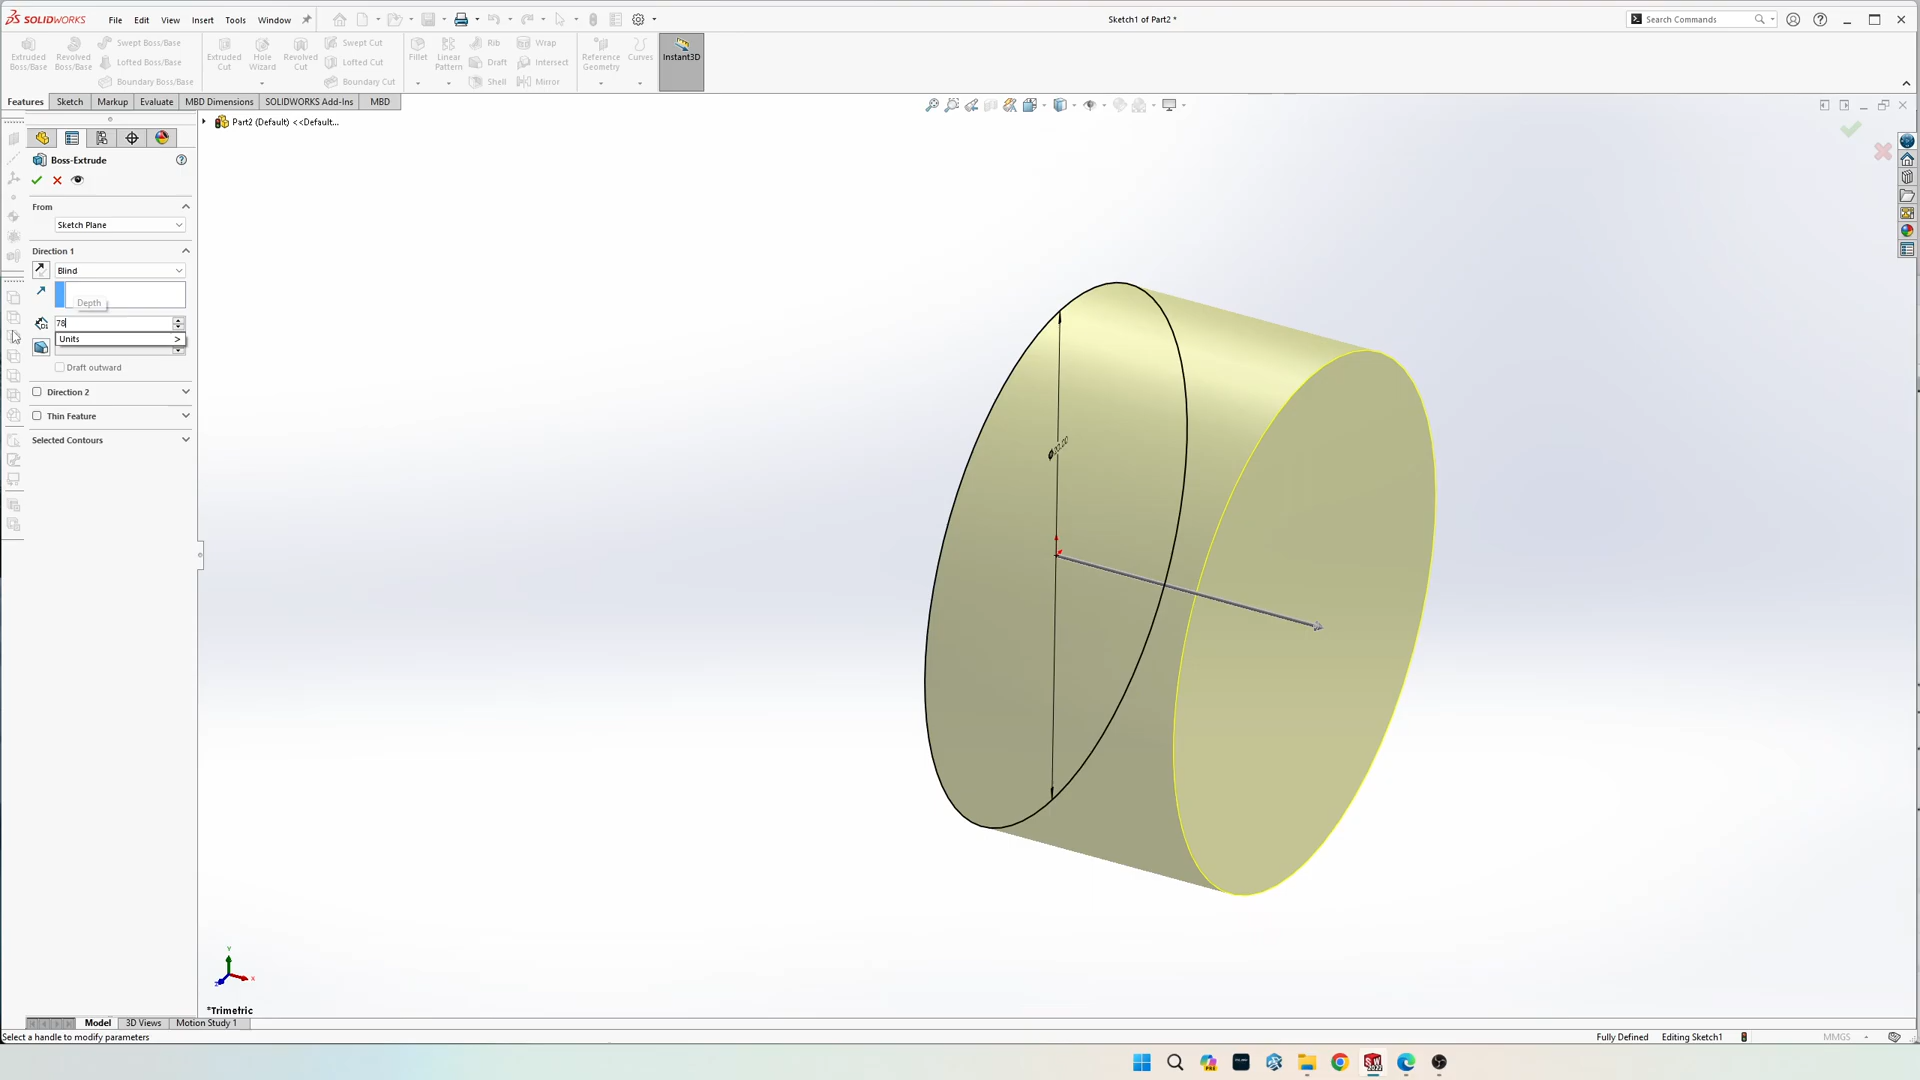 SOLIDWORKS File Edit View Insert Tools Window Sketch1 of Part2 * Search Commands
Extruded Boss/Base
Revolved Boss/Base
Swept Boss/Base
Lofted Boss/Base
Boundary Boss/Base
Extruded Cut
Hole Wizard
Revolved Cut
Swept Cut
Lofted Cut
Boundary Cut
Fillet
Linear Pattern
Rib
Draft
Shell
Wrap
Intersect
Mirror
Reference Geometry
Curves
Instant3D
Features Sketch Markup Evaluate MBD Dimensions SOLIDWORKS Add-Ins MBD
Part2 (Default) <<Default...
Boss-Extrude
From
Sketch Plane
Direction 1
Blind
Depth
D1
78
Units >
Draft outward
Direction 2
Thin Feature
Selected Contours
Y
X
Z
*Trimetric
Model 3D Views Motion Study 1
Select a handle to modify parameters Fully Defined Editing Sketch1 MMGS